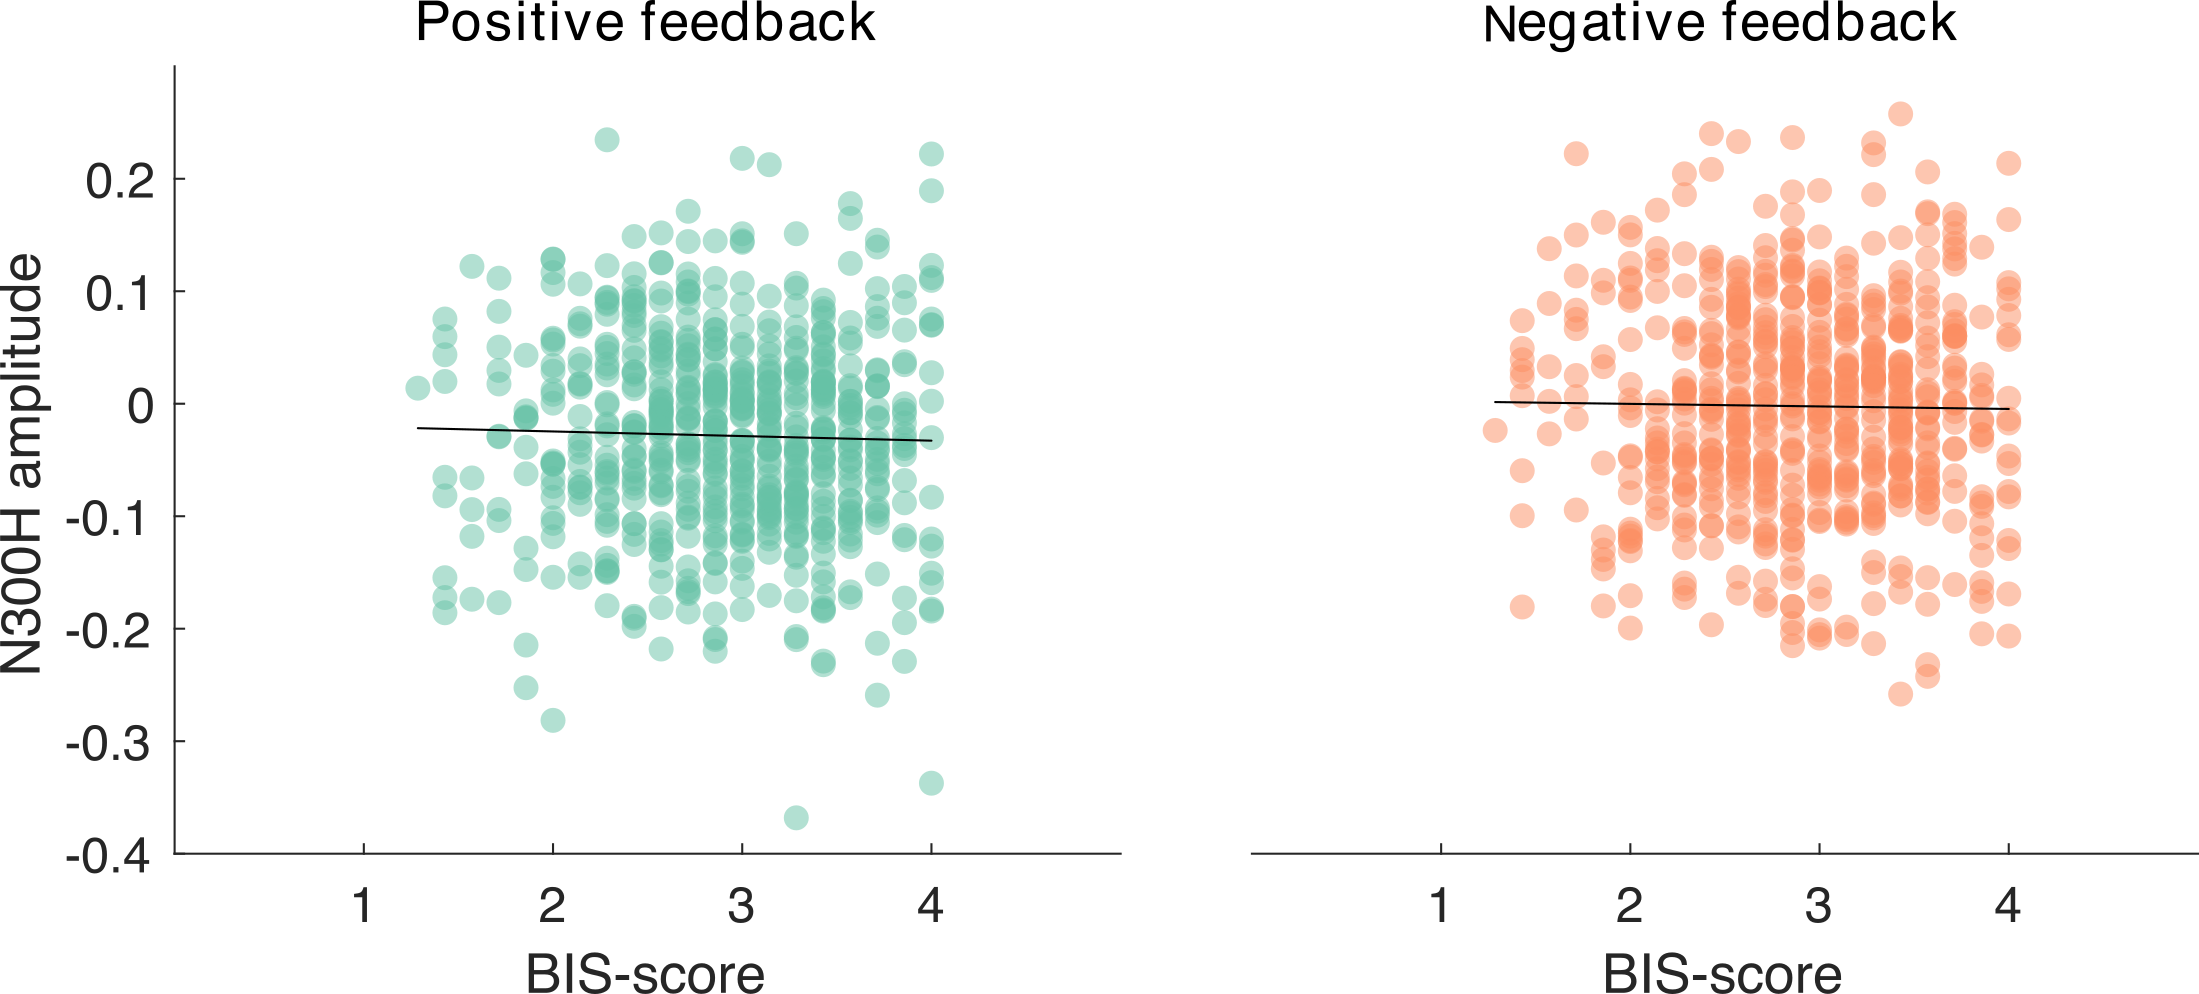 Positive feedback
Negative feedback
N300H amplitude
0.2
0.1
0
-0.1
-0.2
-0.3
-0.4
1 2 3 4
1 2 3 4
BIS-score
BIS-score